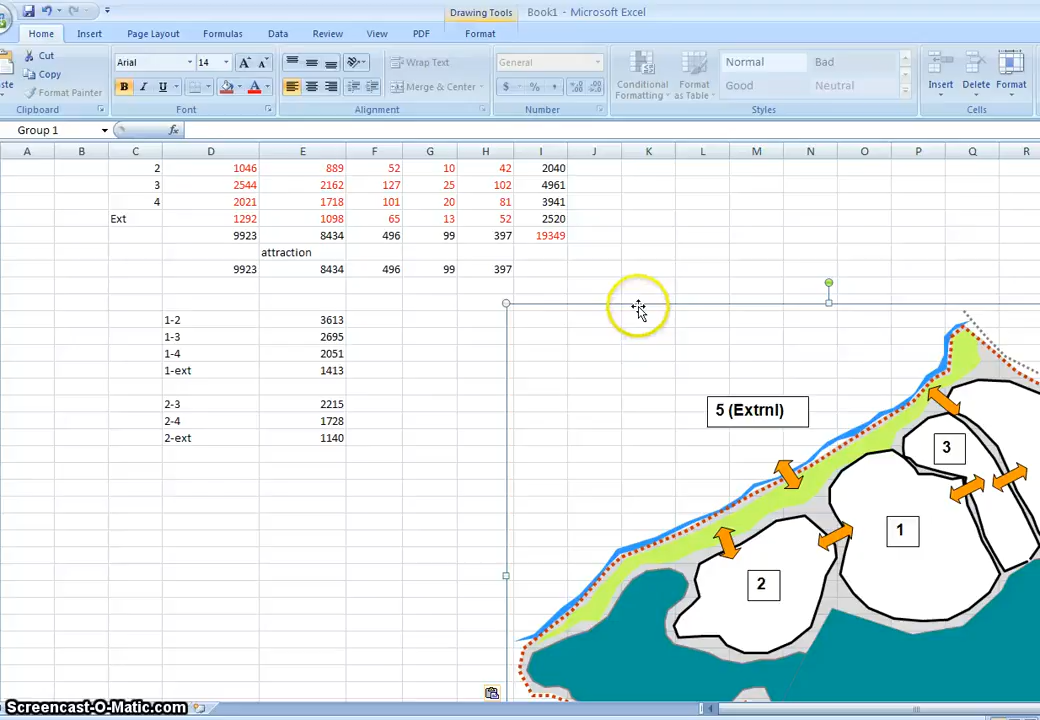 Drawing Tools
Book1 - Microsoft Excel
Home Insert Page Layout Formulas Data Review View PDF Format
Cut
Copy
Format Painter
Clipboard
Arial 14
A A
B I U A
Font
Wrap Text
Merge & Center
Alignment
General
$ % ,
Number
Conditional Formatting
Format as Table
Normal Bad
Good Neutral
Styles
Insert Delete Format
Cells
Group 1 fx
A B C D E F G H I J K L M N O P Q R
2 1046 889 52 10 42 2040
3 2544 2162 127 25 102 4961
4 2021 1718 101 20 81 3941
Ext 1292 1098 65 13 52 2520
9923 8434 496 99 397 19349
attraction
9923 8434 496 99 397
1-2 3613
1-3 2695
1-4 2051
1-ext 1413
2-3 2215
2-4 1728
2-ext 1140
5 (Extrnl)
3
1
2
Screencast-O-Matic.com